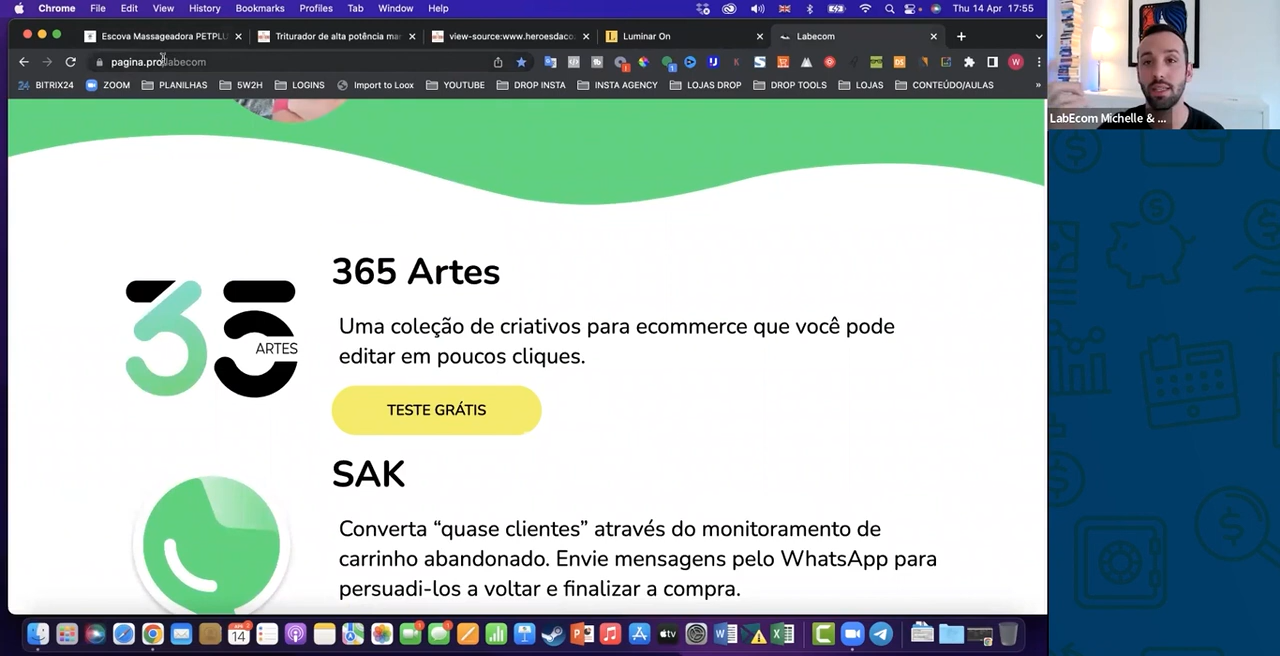 Chrome File Edit View History Bookmarks Profiles Tab Window Help Thu 14 Apr 17:55
Escova Massageadora PETPLU Triturador de alta potência mar view-source:www.heroesdaco Luminar On Labecom
pagina.pro/labecom
BITRIX24 ZOOM PLANILHAS 5W2H LOGINS Import to Loox YOUTUBE DROP INSTA INSTA AGENCY LOJAS DROP DROP TOOLS LOJAS CONTEÚDO/AULAS »
LabEcom Michelle & ...
365 Artes
35
ARTES
Uma coleção de criativos para ecommerce que você pode
editar em poucos cliques.
TESTE GRÁTIS
SAK
Converta “quase clientes” através do monitoramento de
carrinho abandonado. Envie mensagens pelo WhatsApp para
persuadi-los a voltar e finalizar a compra.